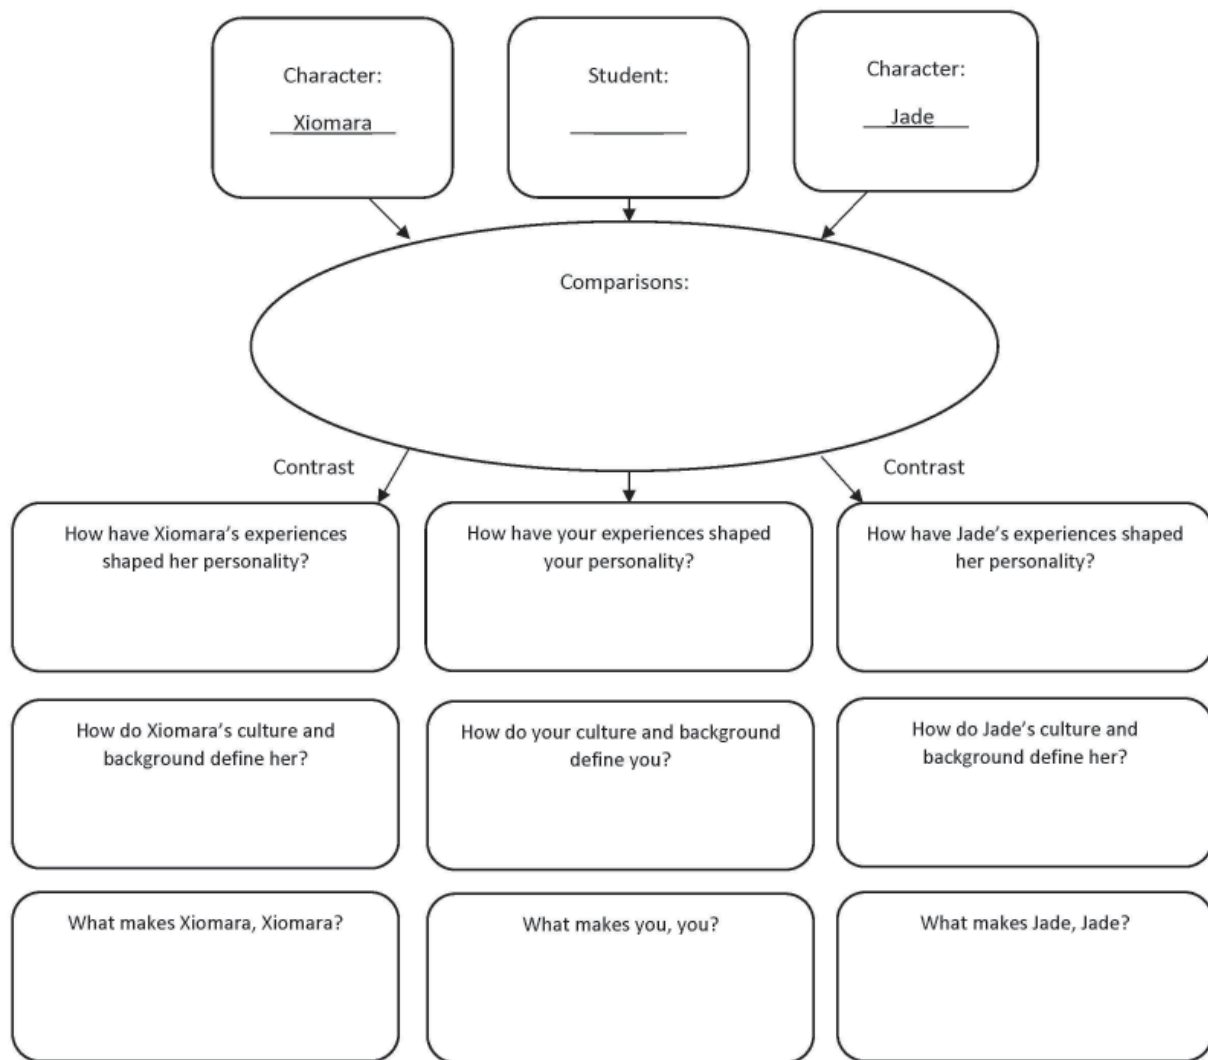 Character:
Xiomara
Student:
Character:
Jade
Comparisons:
Contrast
Contrast
How have Xiomara’s experiences
shaped her personality?
How have your experiences shaped
your personality?
How have Jade’s experiences shaped
her personality?
How do Xiomara’s culture and
background define her?
How do your culture and background
define you?
How do Jade’s culture and
background define her?
What makes Xiomara, Xiomara?
What makes you, you?
What makes Jade, Jade?